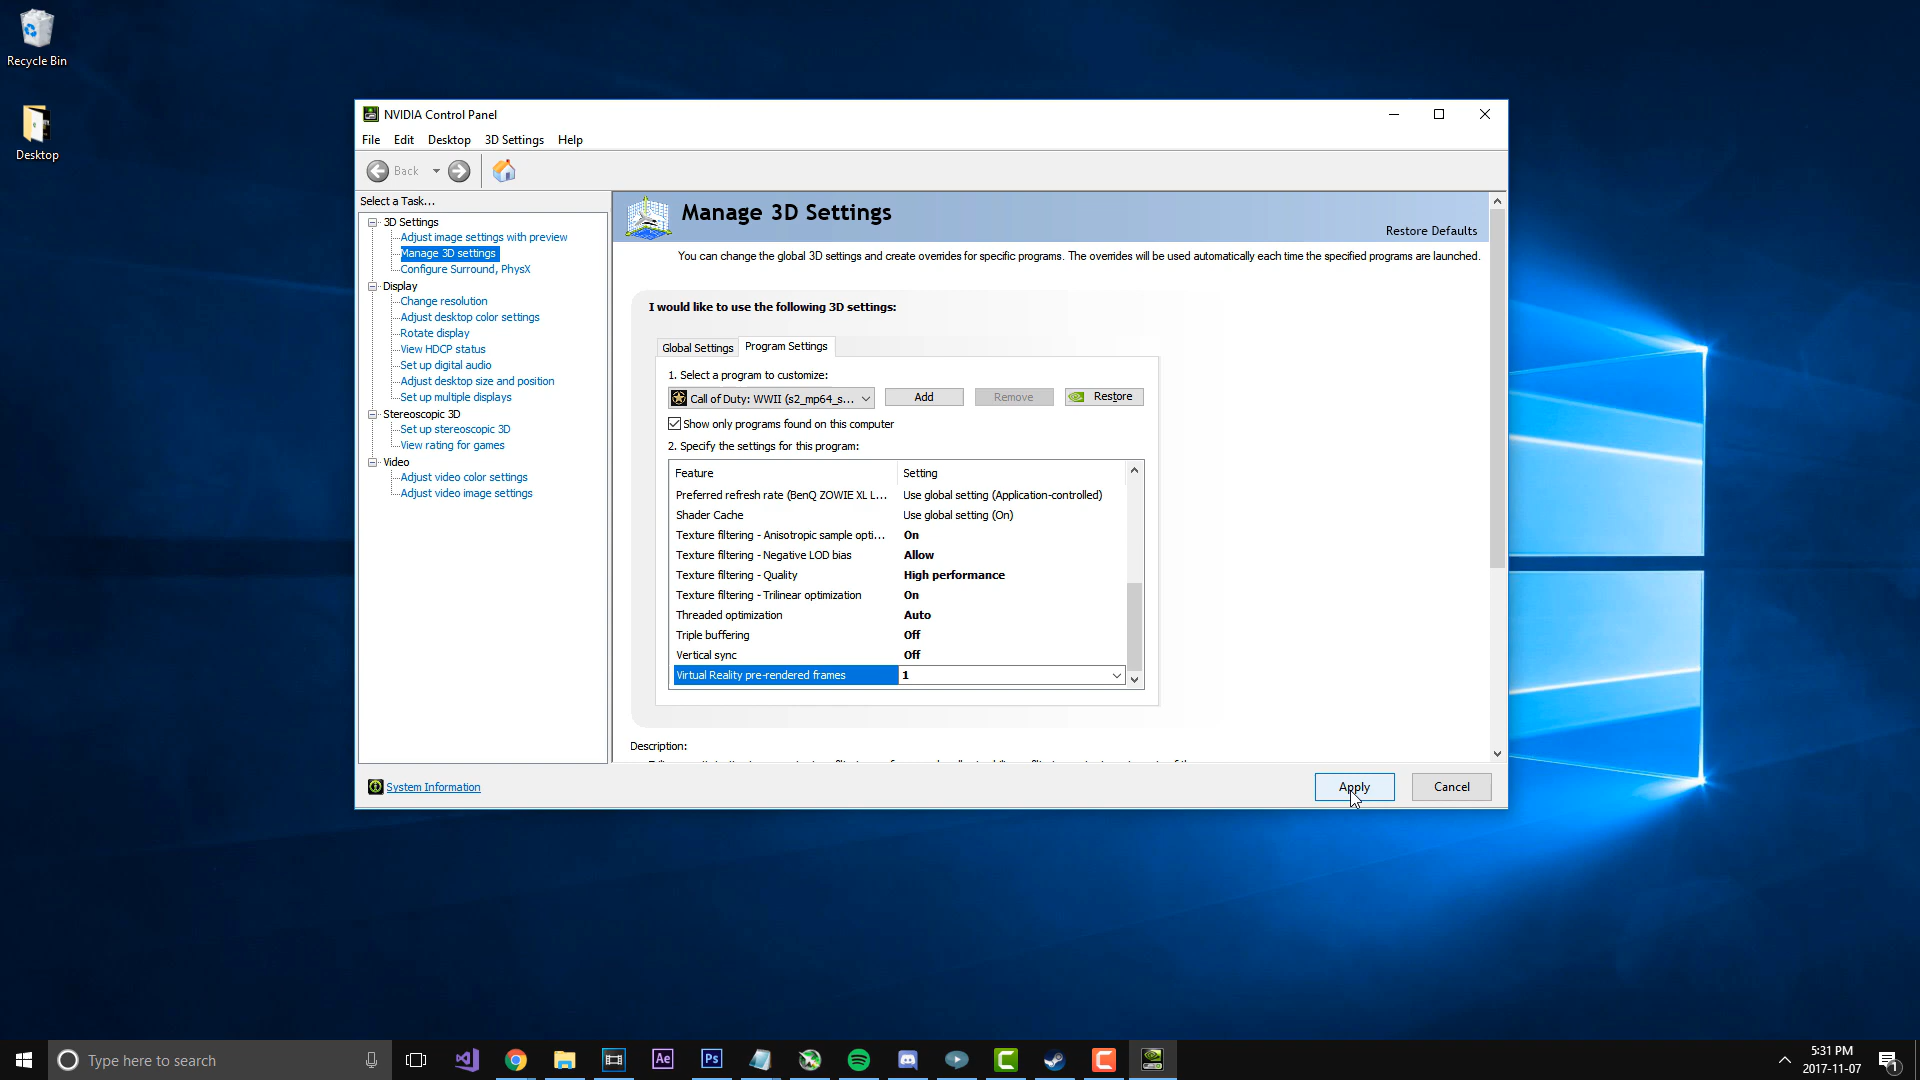 Recycle Bin
Desktop
NVIDIA Control Panel
File Edit Desktop 3D Settings Help
Back
Select a Task...
3D Settings
Adjust image settings with preview
Manage 3D settings
Configure Surround, PhysX
Display
Change resolution
Adjust desktop color settings
Rotate display
View HDCP status
Set up digital audio
Adjust desktop size and position
Set up multiple displays
Stereoscopic 3D
Set up stereoscopic 3D
View rating for games
Video
Adjust video color settings
Adjust video image settings
System Information
Manage 3D Settings
Restore Defaults
You can change the global 3D settings and create overrides for specific programs. The overrides will be used automatically each time the specified programs are launched.
I would like to use the following 3D settings:
Global Settings Program Settings
1. Select a program to customize:
Call of Duty: WWII (s2_mp64_s... Add Remove Restore
Show only programs found on this computer
2. Specify the settings for this program:
Feature Setting
Preferred refresh rate (BenQ ZOWIE XL L... Use global setting (Application-controlled)
Shader Cache Use global setting (On)
Texture filtering - Anisotropic sample opti... On
Texture filtering - Negative LOD bias Allow
Texture filtering - Quality High performance
Texture filtering - Trilinear optimization On
Threaded optimization Auto
Triple buffering Off
Vertical sync Off
Virtual Reality pre-rendered frames 1
Description:
Apply Cancel
Type here to search
Ae
Ps
5:31 PM
2017-11-07
1